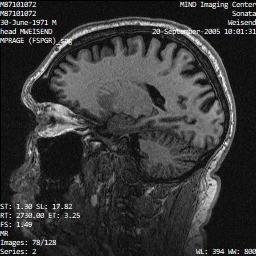 M87101072
M87101072
30-June-1971 M
head MWEISEND
MPRAGE (FSPGR)_SAG
MIND Imaging Center
Sonata
Weisend
20-September-2005 10:01:31
ST: 1.30 SL: 17.82
RT: 2730.00 ET: 3.25
FS: 1.49
MR
Images: 78/128
Series: 2
WL: 394 WW: 800